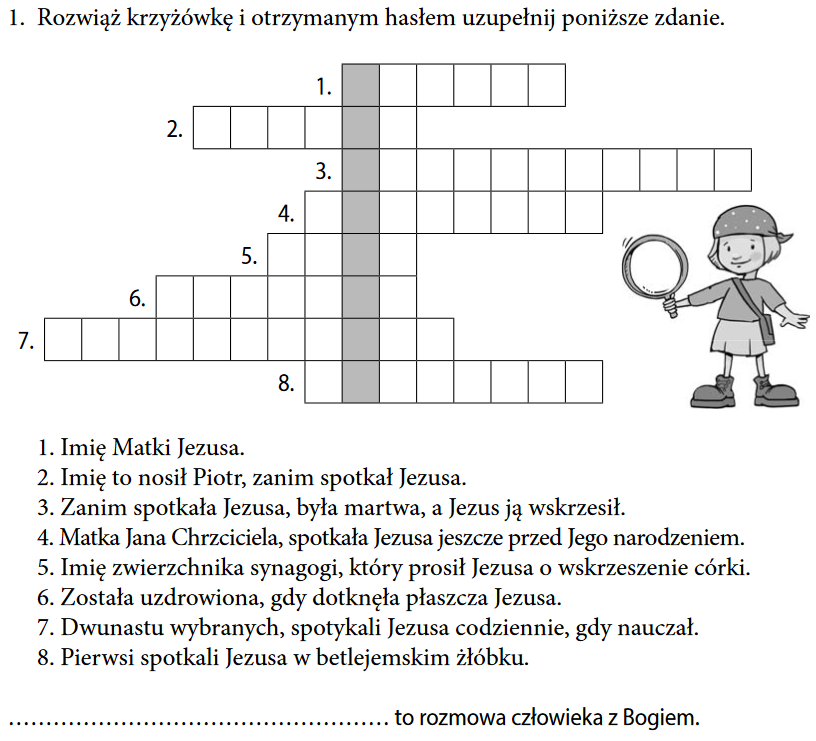 1. Rozwiąż krzyżówkę i otrzymanym hasłem uzupełnij poniższe zdanie.
1.
2.
3.
4.
5.
6.
7.
8.
1. Imię Matki Jezusa.
2. Imię to nosił Piotr, zanim spotkał Jezusa.
3. Zanim spotkała Jezusa, była martwa, a Jezus ją wskrzesił.
4. Matka Jana Chrzciciela, spotkała Jezusa jeszcze przed Jego narodzeniem.
5. Imię zwierzchnika synagogi, który prosił Jezusa o wskrzeszenie córki.
6. Została uzdrowiona, gdy dotknęła płaszcza Jezusa.
7. Dwunastu wybranych, spotykali Jezusa codziennie, gdy nauczał.
8. Pierwsi spotkali Jezusa w betlejemskim żłóbku.
.................................................... to rozmowa człowieka z Bogiem.